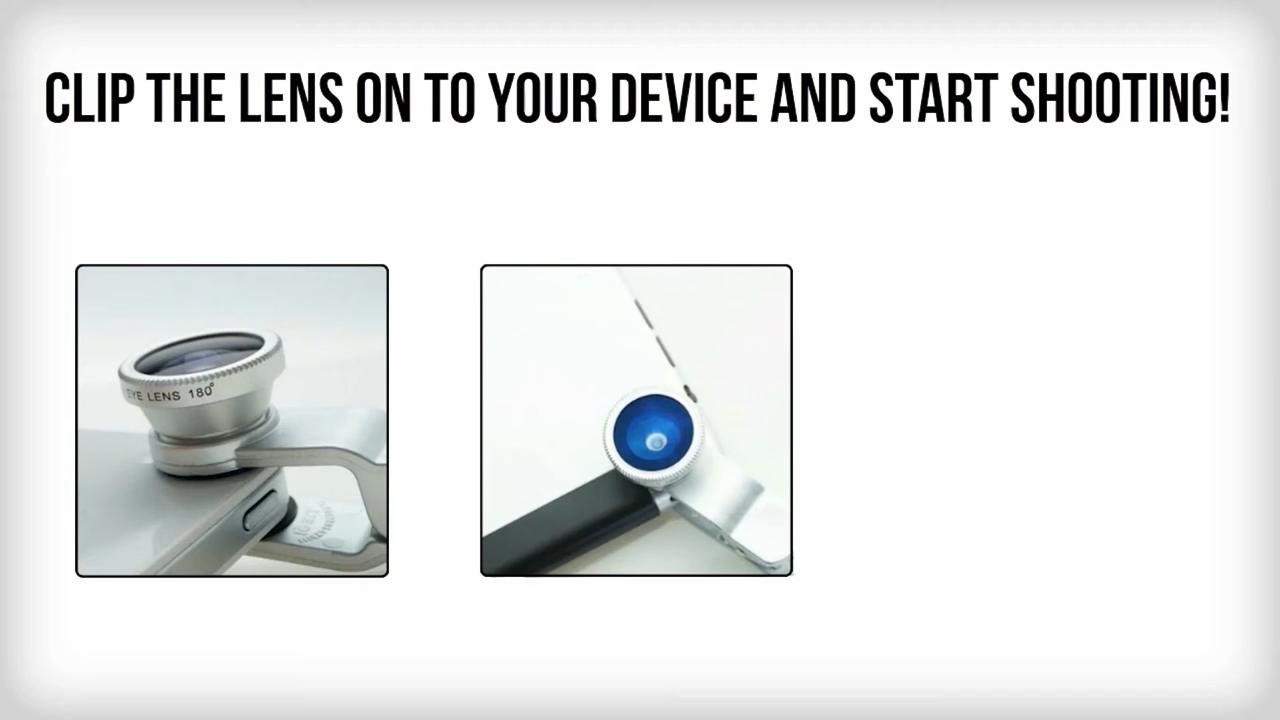 CLIP THE LENS ON TO YOUR DEVICE AND START SHOOTING!
EYE LENS 180°